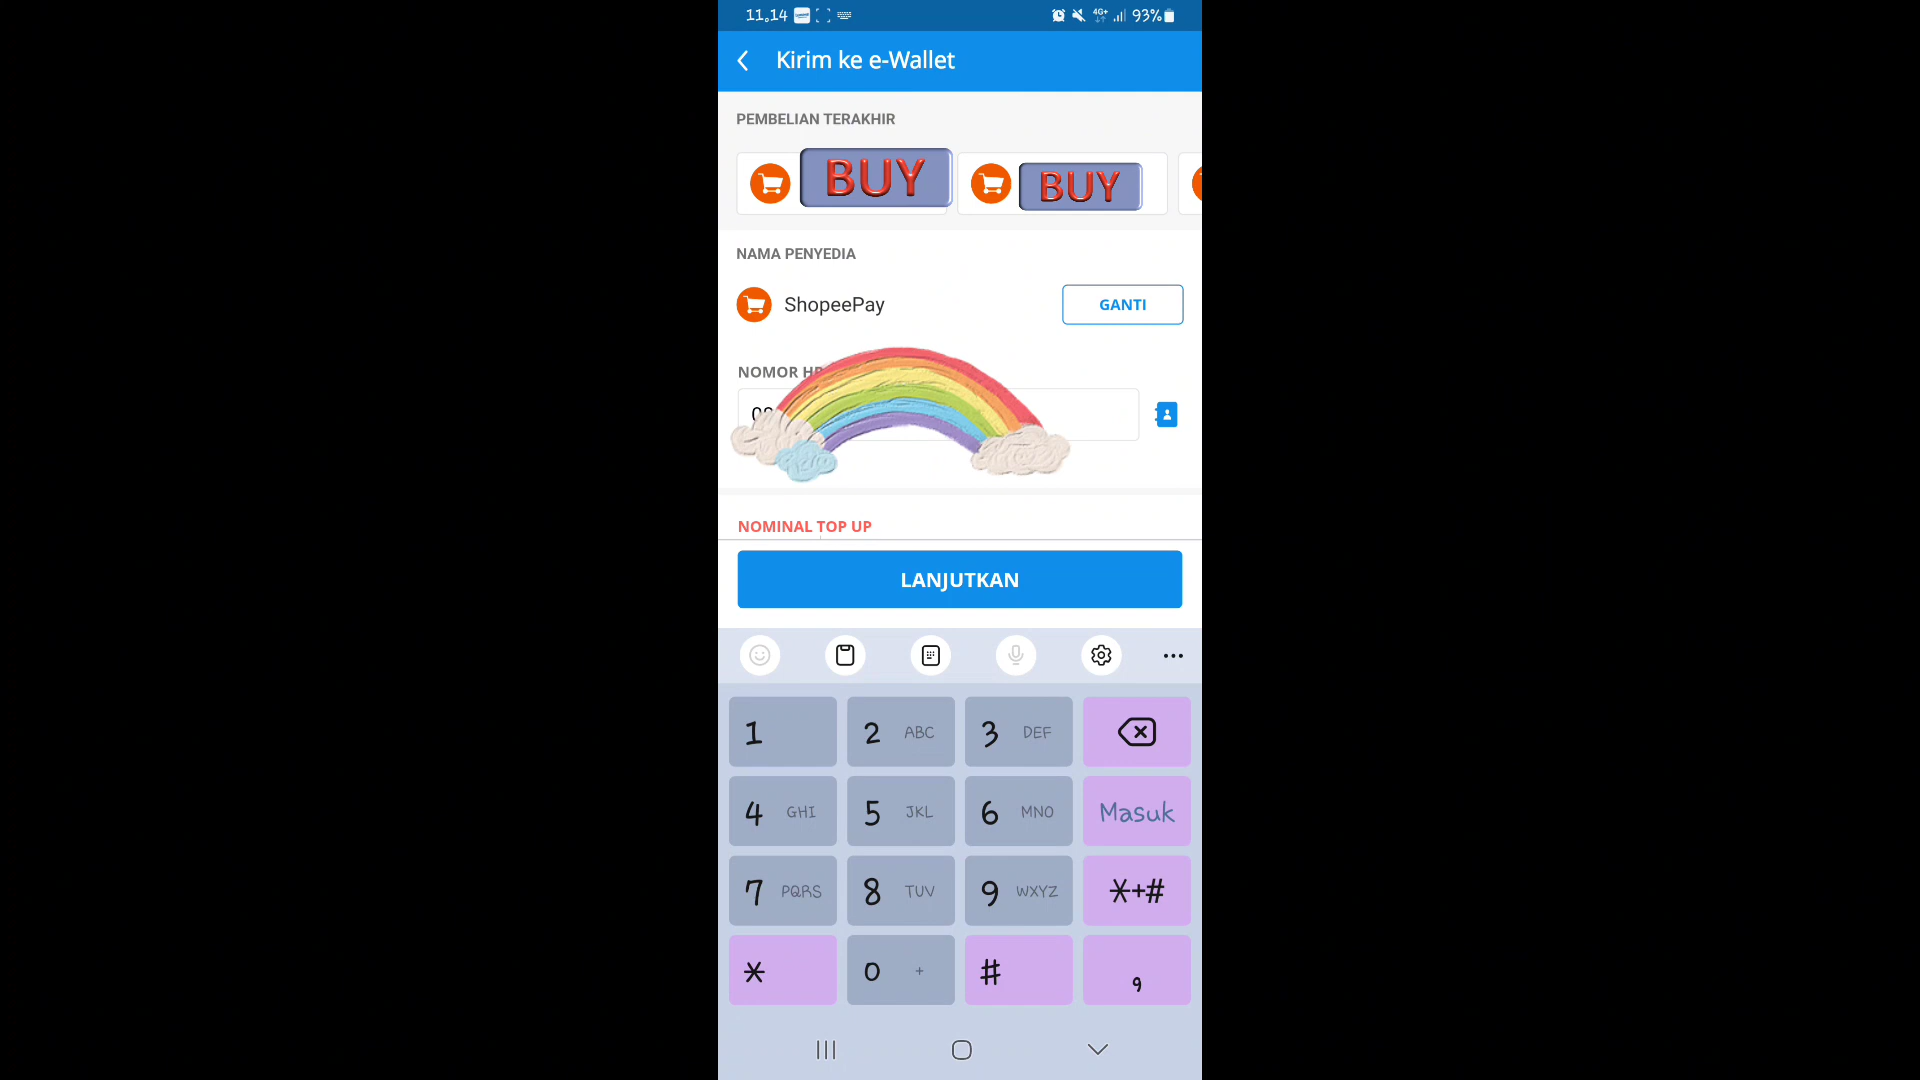 11.14 4G+ 93%
Kirim ke e-Wallet
PEMBELIAN TERAKHIR
BUY BUY
NAMA PENYEDIA
ShopeePay GANTI
NOMOR HP
NOMINAL TOP UP
LANJUTKAN
1 2 ABC 3 DEF
4 GHI 5 JKL 6 MNO Masuk
7 PQRS 8 TUV 9 WXYZ *+#
* 0 + # ,